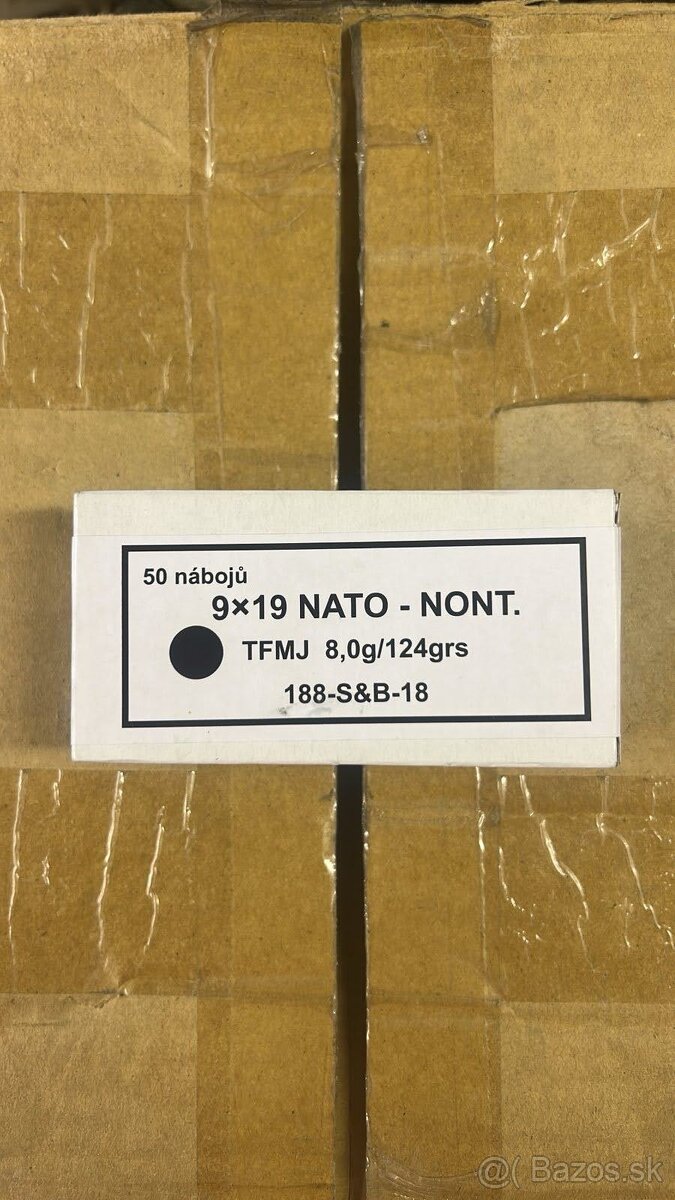 50 nábojů
9×19 NATO - NONT.
TFMJ 8,0g/124grs
188-S&B-18
@( Bazos.sk